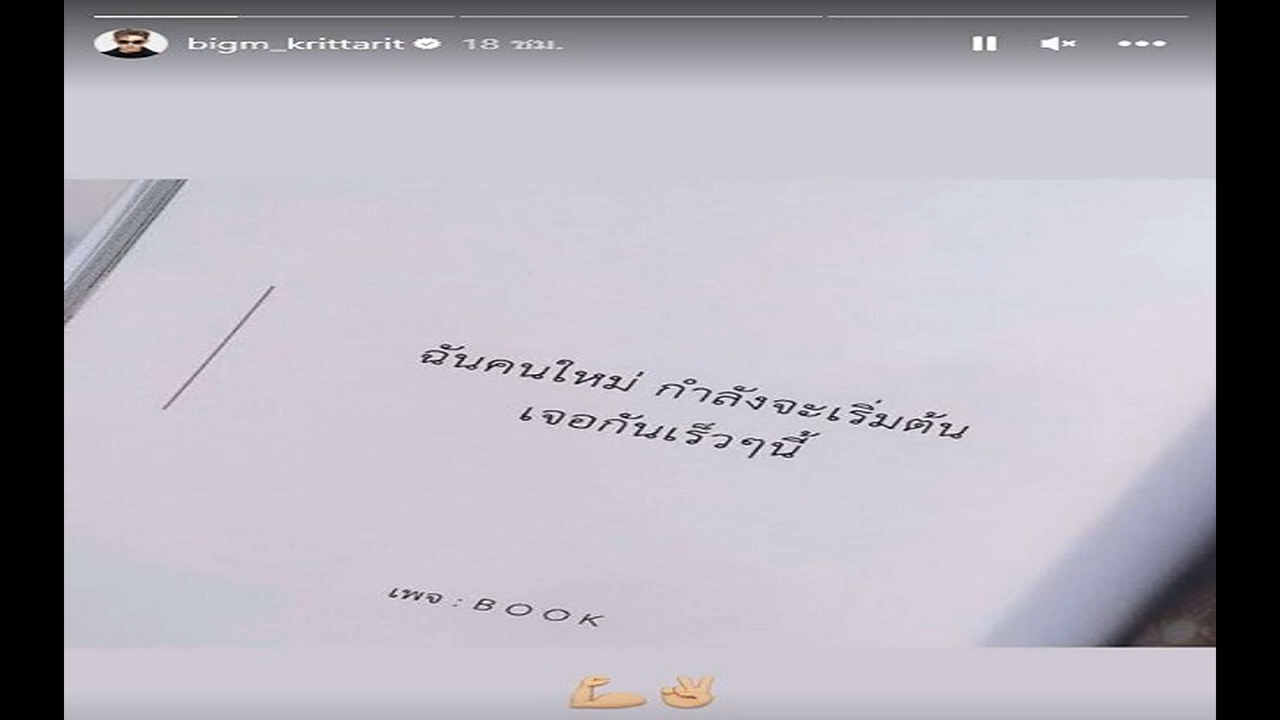 bigm_krittarit 18 ชม.
ฉันคนใหม่ กำลังจะเริ่มต้น
เจอกันเร็วๆนี้
เพจ : BOOK